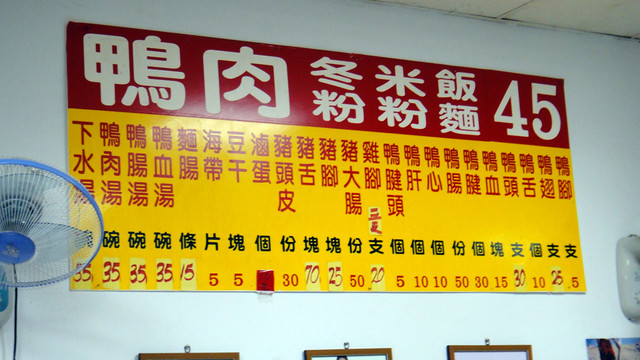 鴨肉 冬粉 米粉 飯麵 45
下水湯 碗 35
鴨肉湯 碗 35
鴨腸湯 碗 35
鴨血湯 碗 35
麵腸 條 15
海帶 片 5
豆干 塊 5
滷蛋 個
豬頭皮 份 30
豬舌 塊 70
豬腳 塊 25
豬大腸 份 50
雞腳 支 20
鴨腱頭 個 5
鴨肝 個 10
鴨心 個 10
鴨腸 份 50
鴨腱 個 30
鴨血 塊 15
鴨頭 支 30
鴨舌 個 10
鴨翅 支 25
鴨腳 支 5